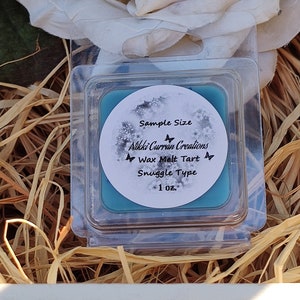 Sample Size
Nikki Curran Creations
Wax Melt Tart
Snuggle Type
1 oz.